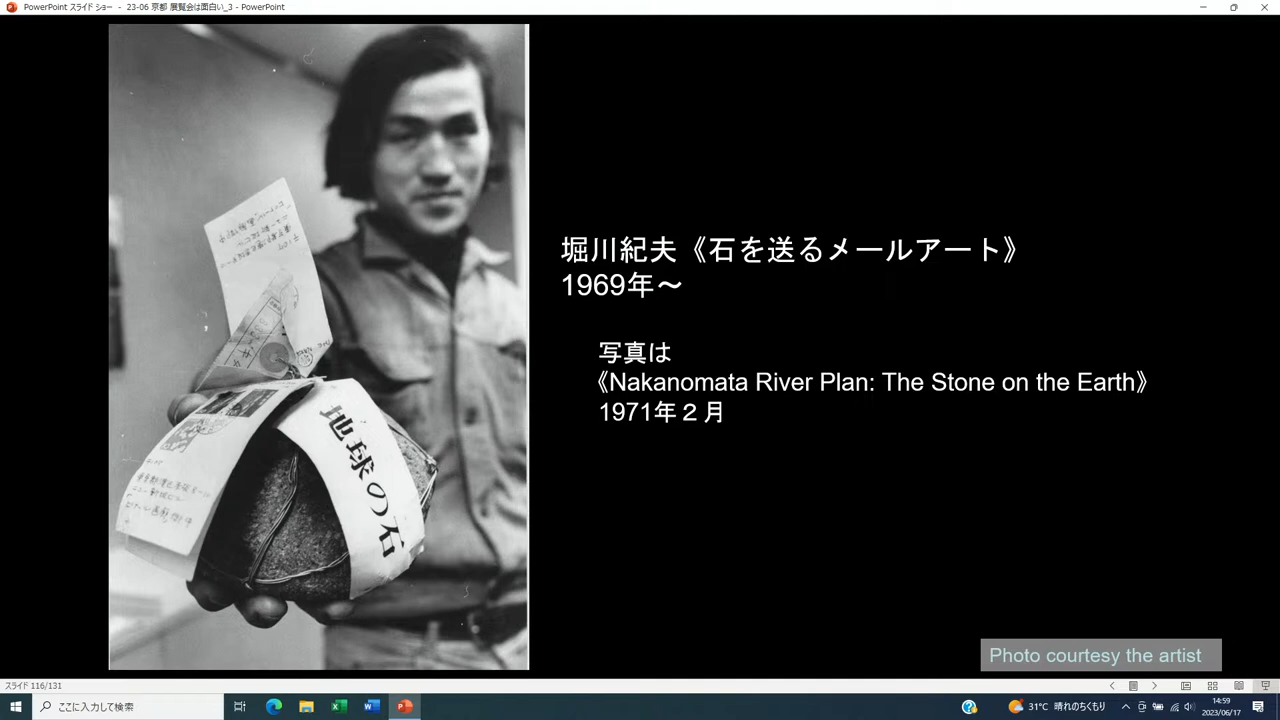 PowerPoint スライド ショー - 23-06 京都 展覧会は面白い_3 - PowerPoint
堀川紀夫《石を送るメールアート》
1969年～
写真は
《Nakanomata River Plan: The Stone on the Earth》
1971年２月
地球の石
Photo courtesy the artist
スライド 116/131
ここに入力して検索
31°C 晴れのちくもり
14:59
2023/06/17